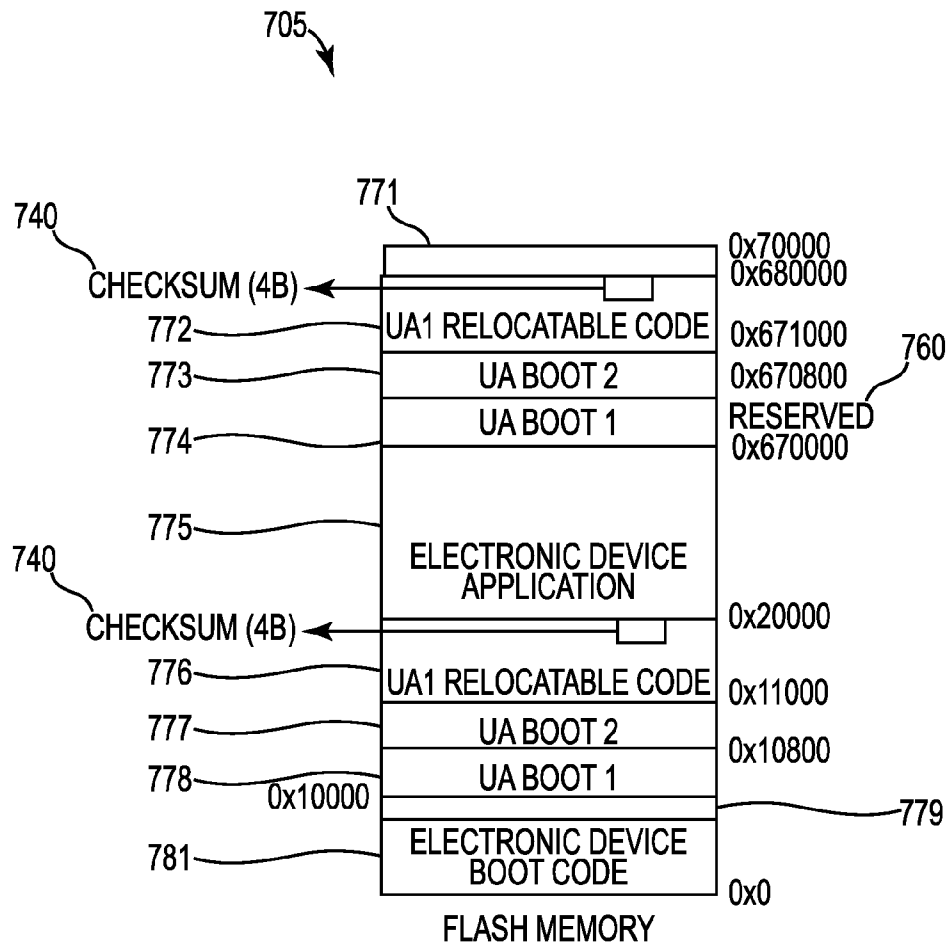 705
771
740
0x70000
0x680000
CHECKSUM (4B)
772
UA1 RELOCATABLE CODE
0x671000
760
773
UA BOOT 2
0x670800
774
UA BOOT 1
RESERVED
0x670000
775
ELECTRONIC DEVICE
APPLICATION
740
0x20000
CHECKSUM (4B)
776
UA1 RELOCATABLE CODE
0x11000
777
UA BOOT 2
0x10800
778
UA BOOT 1
0x10000
779
781
ELECTRONIC DEVICE
BOOT CODE
0x0
FLASH MEMORY